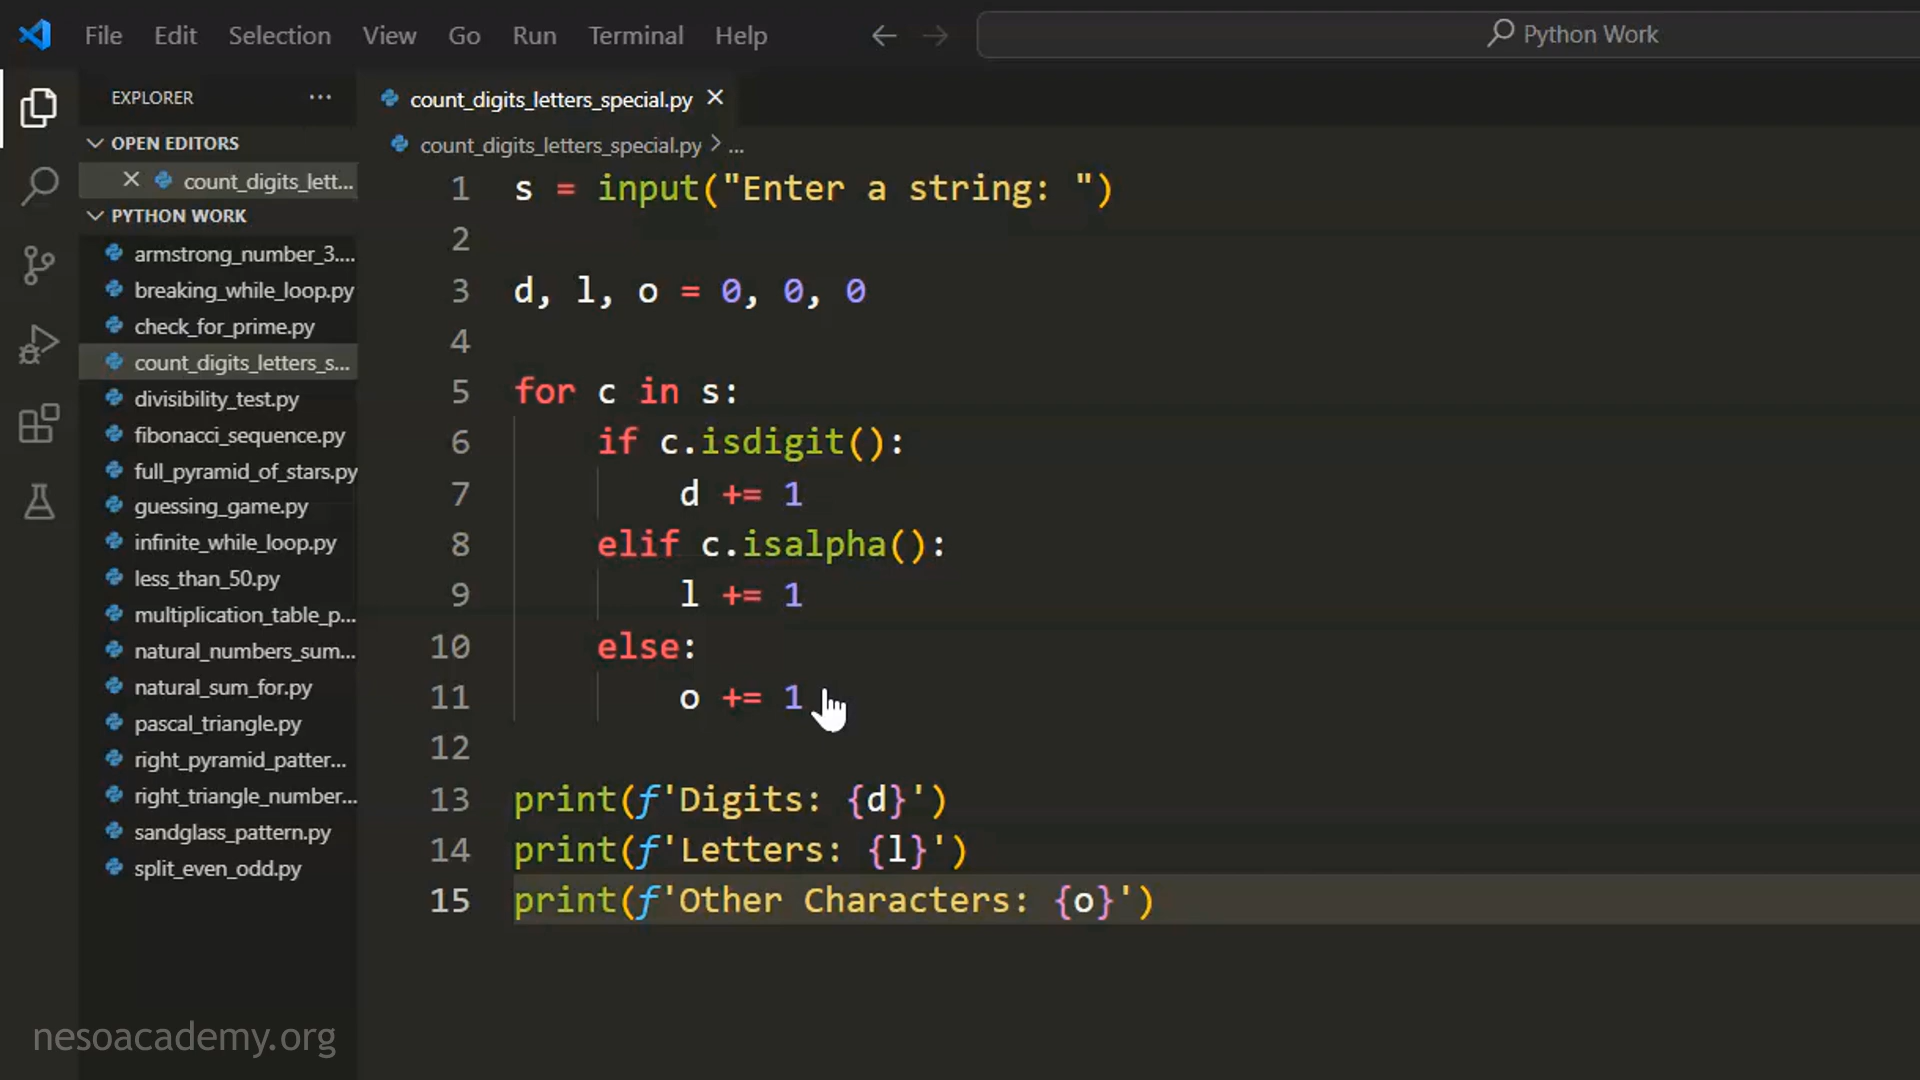 File Edit Selection View Go Run Terminal Help
Python Work
EXPLORER
OPEN EDITORS
count_digits_lett...
PYTHON WORK
armstrong_number_3....
breaking_while_loop.py
check_for_prime.py
count_digits_letters_s...
divisibility_test.py
fibonacci_sequence.py
full_pyramid_of_stars.py
guessing_game.py
infinite_while_loop.py
less_than_50.py
multiplication_table_p...
natural_numbers_sum...
natural_sum_for.py
pascal_triangle.py
right_pyramid_patter...
right_triangle_number...
sandglass_pattern.py
split_even_odd.py
count_digits_letters_special.py
count_digits_letters_special.py > ...
1 s = input("Enter a string: ")
2
3 d, l, o = 0, 0, 0
4
5 for c in s:
6     if c.isdigit():
7         d += 1
8     elif c.isalpha():
9         l += 1
10     else:
11         o += 1
12
13 print(f'Digits: {d}')
14 print(f'Letters: {l}')
15 print(f'Other Characters: {o}')
nesoacademy.org